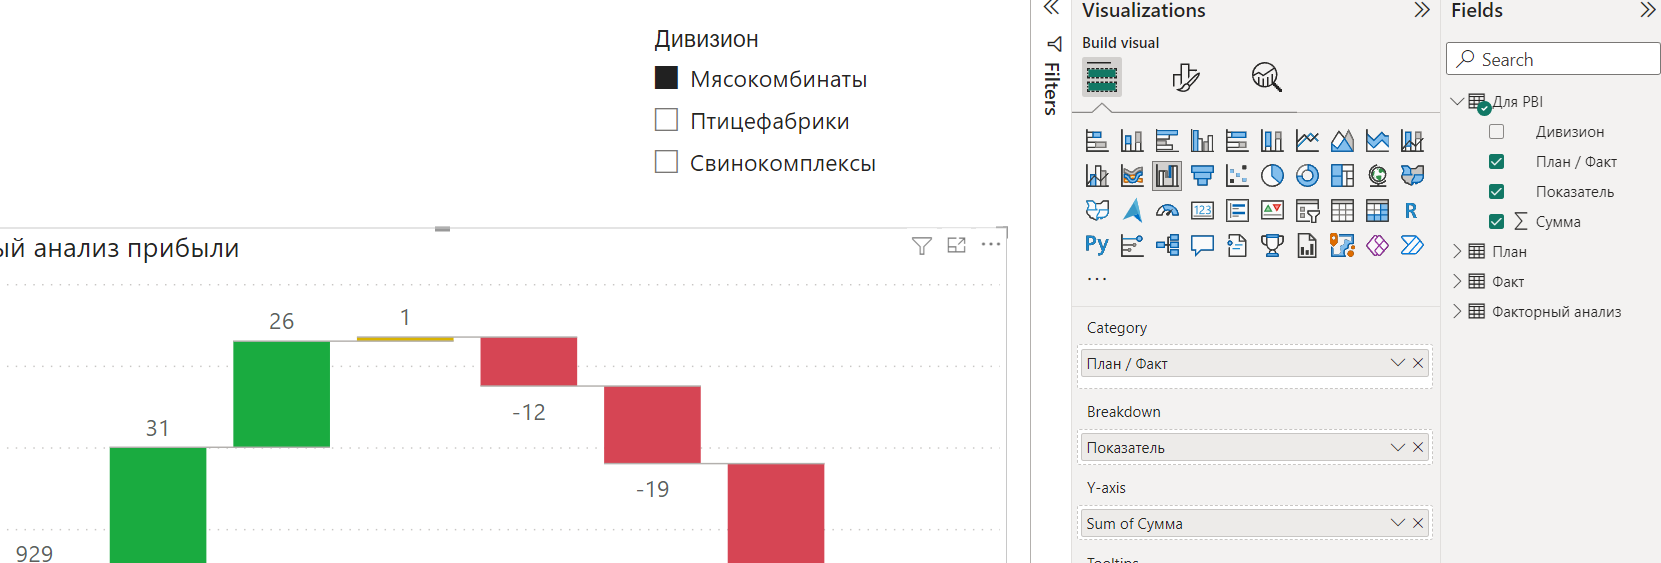 Дивизион
Мясокомбинаты
Птицефабрики
Свинокомплексы
ый анализ прибыли
26
1
31
-12
-19
929
Filters
Visualizations
Build visual
123
R
Py
Category
План / Факт
Breakdown
Показатель
Y-axis
Sum of Сумма
Tooltips
Fields
Search
Для PBI
Дивизион
План / Факт
Показатель
Сумма
План
Факт
Факторный анализ